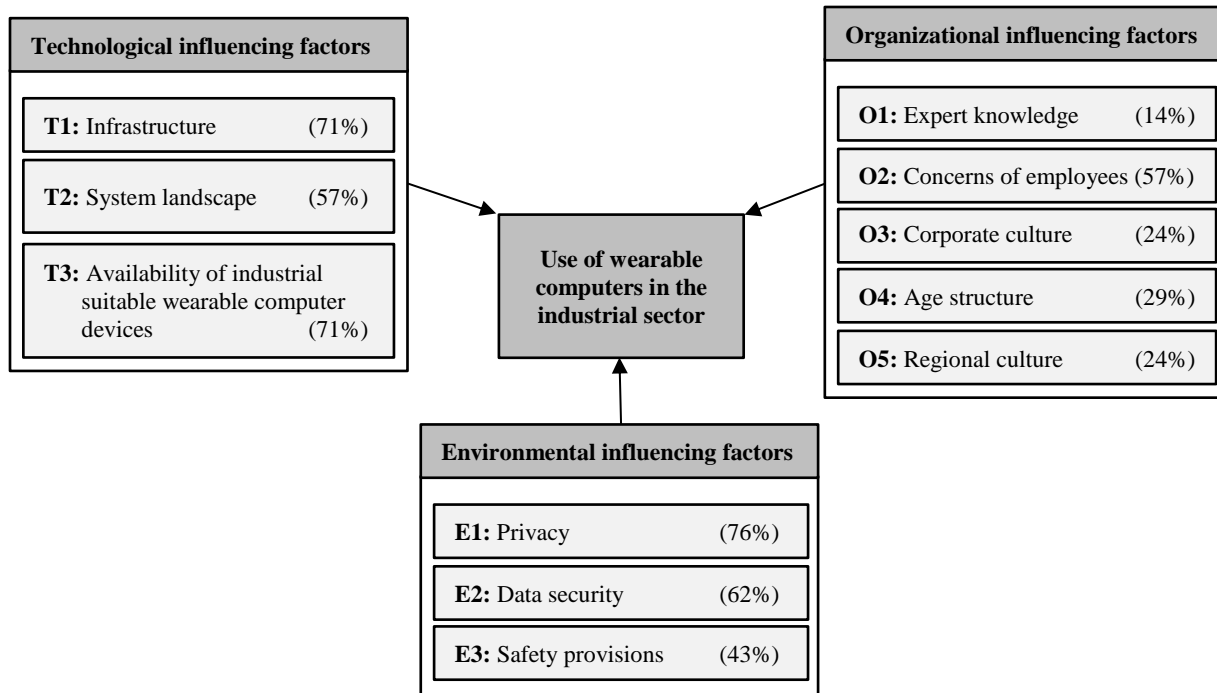 Technological influencing factors
T1: Infrastructure (71%)
T2: System landscape (57%)
T3: Availability of industrial
suitable wearable computer
devices (71%)
Organizational influencing factors
O1: Expert knowledge (14%)
O2: Concerns of employees (57%)
O3: Corporate culture (24%)
O4: Age structure (29%)
O5: Regional culture (24%)
Use of wearable
computers in the
industrial sector
Environmental influencing factors
E1: Privacy (76%)
E2: Data security (62%)
E3: Safety provisions (43%)